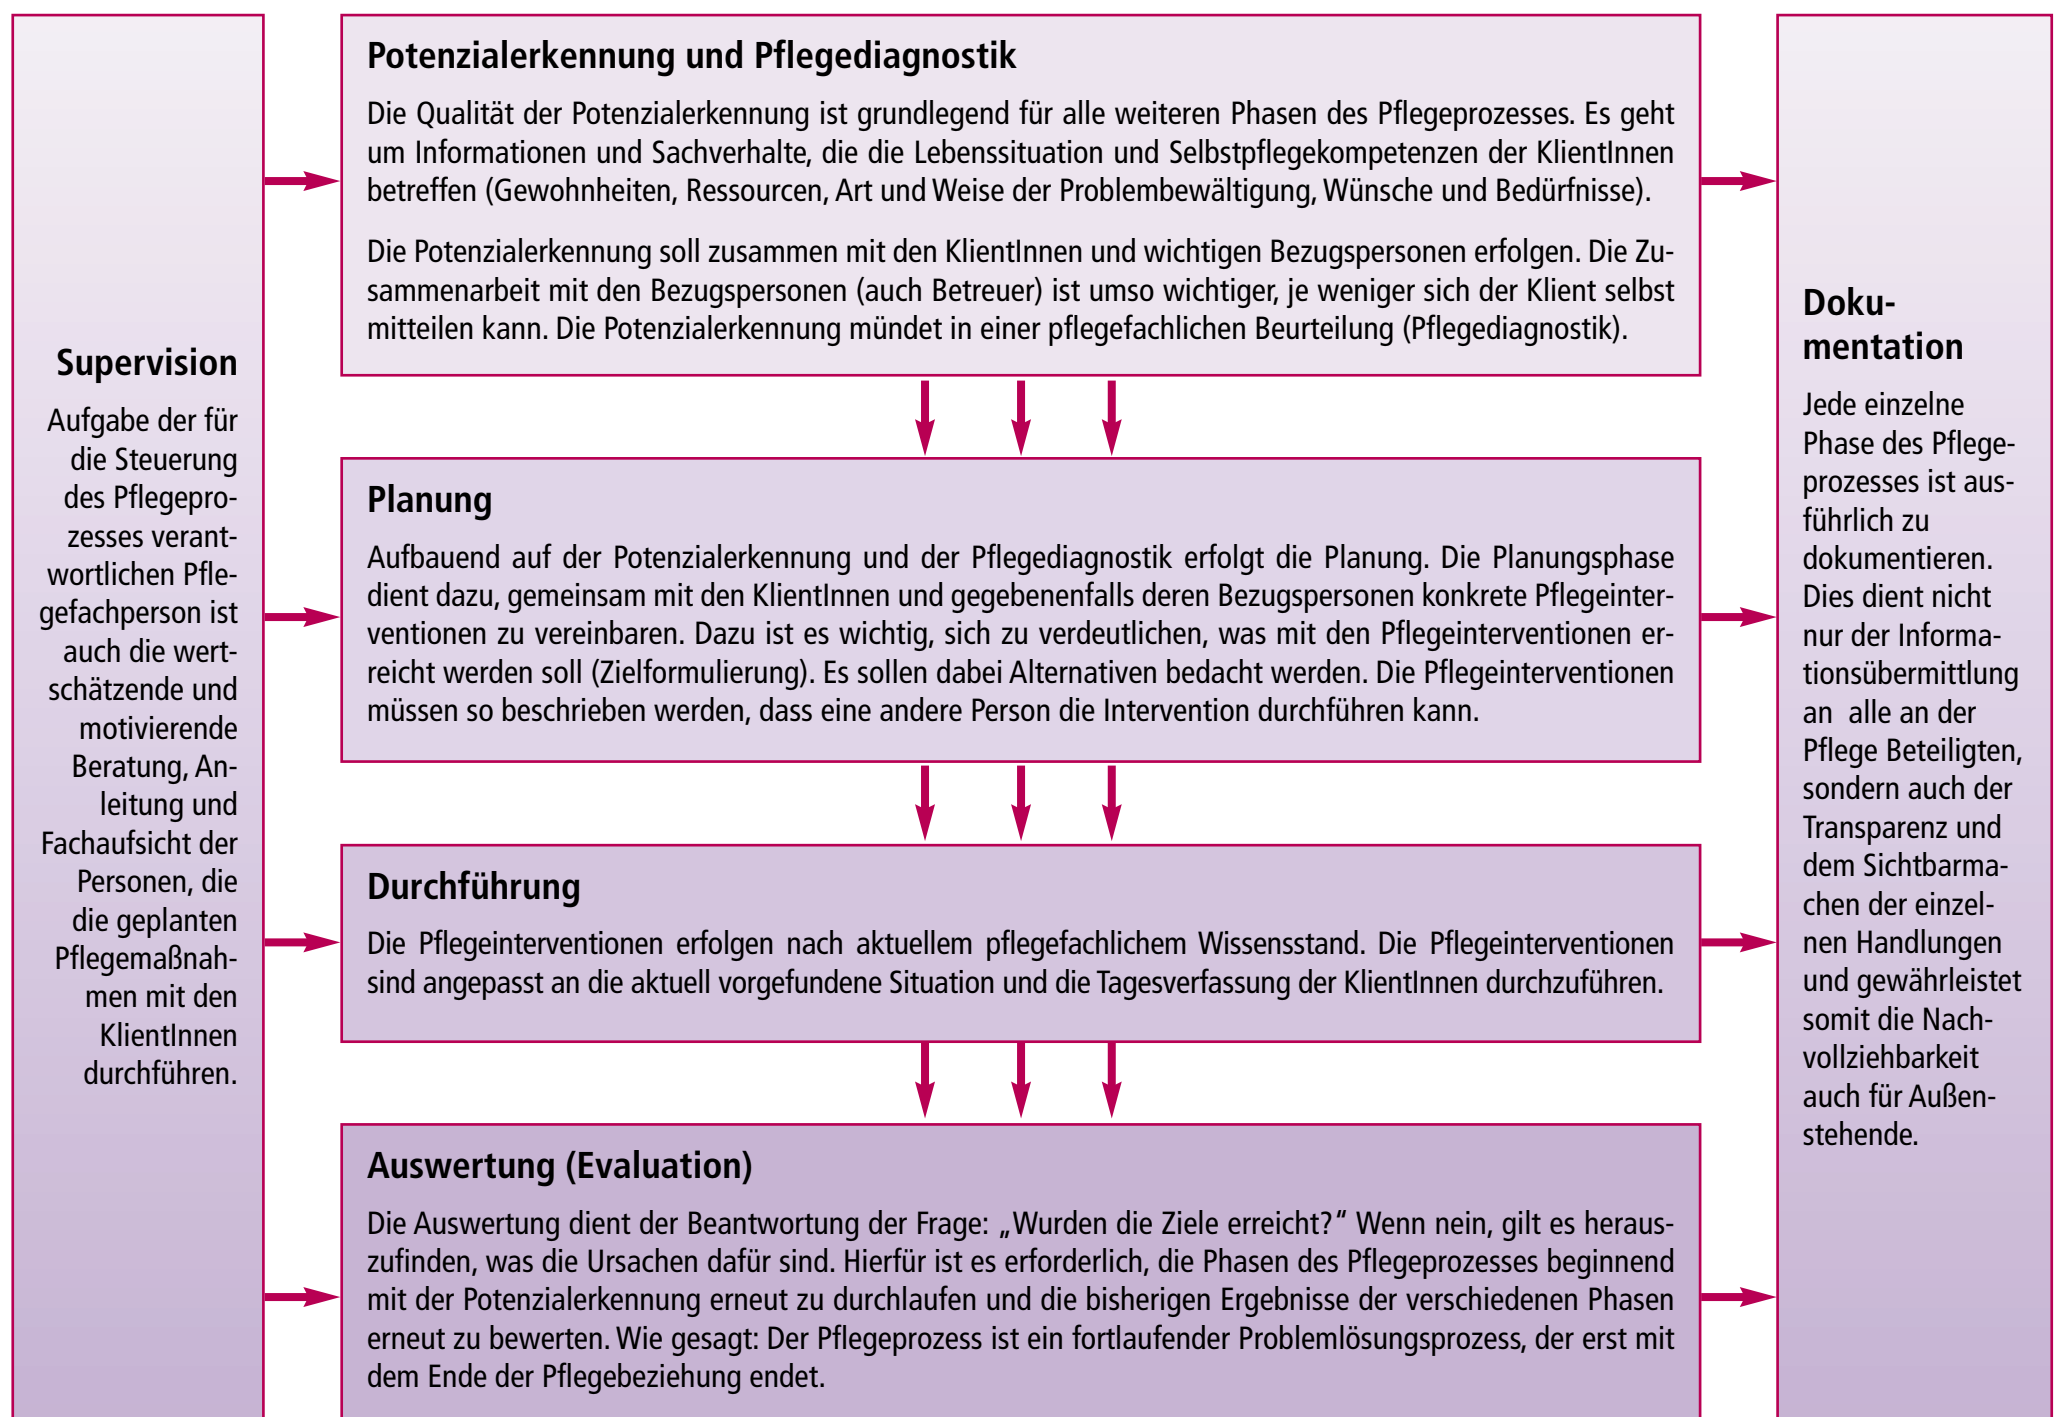 Supervision
Aufgabe der für
die Steuerung
des Pflegepro-
zesses verant-
wortlichen Pfle-
gefachperson ist
auch die wert-
schätzende und
motivierende
Beratung, An-
leitung und
Fachaufsicht der
Personen, die
die geplanten
Pflegemaßnah-
men mit den
KlientInnen
durchführen.
Potenzialerkennung und Pflegediagnostik
Die Qualität der Potenzialerkennung ist grundlegend für alle weiteren Phasen des Pflegeprozesses. Es geht
um Informationen und Sachverhalte, die die Lebenssituation und Selbstpflegekompetenzen der KlientInnen
betreffen (Gewohnheiten, Ressourcen, Art und Weise der Problembewältigung, Wünsche und Bedürfnisse).
Die Potenzialerkennung soll zusammen mit den KlientInnen und wichtigen Bezugspersonen erfolgen. Die Zu-
sammenarbeit mit den Bezugspersonen (auch Betreuer) ist umso wichtiger, je weniger sich der Klient selbst
mitteilen kann. Die Potenzialerkennung mündet in einer pflegefachlichen Beurteilung (Pflegediagnostik).
Planung
Aufbauend auf der Potenzialerkennung und der Pflegediagnostik erfolgt die Planung. Die Planungsphase
dient dazu, gemeinsam mit den KlientInnen und gegebenenfalls deren Bezugspersonen konkrete Pflegeinter-
ventionen zu vereinbaren. Dazu ist es wichtig, sich zu verdeutlichen, was mit den Pflegeinterventionen er-
reicht werden soll (Zielformulierung). Es sollen dabei Alternativen bedacht werden. Die Pflegeinterventionen
müssen so beschrieben werden, dass eine andere Person die Intervention durchführen kann.
Durchführung
Die Pflegeinterventionen erfolgen nach aktuellem pflegefachlichem Wissensstand. Die Pflegeinterventionen
sind angepasst an die aktuell vorgefundene Situation und die Tagesverfassung der KlientInnen durchzuführen.
Auswertung (Evaluation)
Die Auswertung dient der Beantwortung der Frage: „Wurden die Ziele erreicht?“ Wenn nein, gilt es heraus-
zufinden, was die Ursachen dafür sind. Hierfür ist es erforderlich, die Phasen des Pflegeprozesses beginnend
mit der Potenzialerkennung erneut zu durchlaufen und die bisherigen Ergebnisse der verschiedenen Phasen
erneut zu bewerten. Wie gesagt: Der Pflegeprozess ist ein fortlaufender Problemlösungsprozess, der erst mit
dem Ende der Pflegebeziehung endet.
Doku-
mentation
Jede einzelne
Phase des Pflege-
prozesses ist aus-
führlich zu
dokumentieren.
Dies dient nicht
nur der Informa-
tionsübermittlung
an alle an der
Pflege Beteiligten,
sondern auch der
Transparenz und
dem Sichtbarma-
chen der einzel-
nen Handlungen
und gewährleistet
somit die Nach-
vollziehbarkeit
auch für Außen-
stehende.